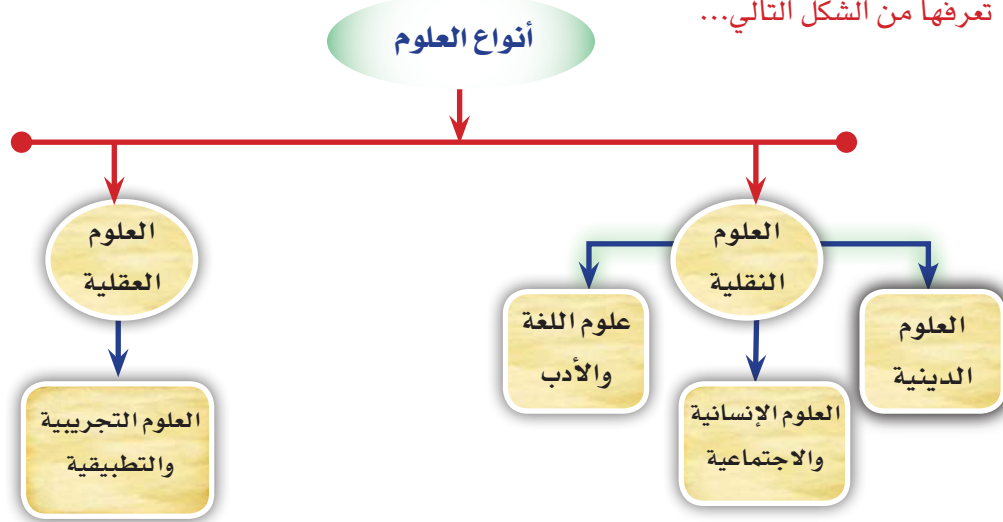 تعرفها من الشكل التالي...
أنواع العلوم
العلوم
النقلية
العلوم
العقلية
العلوم
الدينية
العلوم الإنسانية
والاجتماعية
علوم اللغة
والأدب
العلوم التجريبية
والتطبيقية